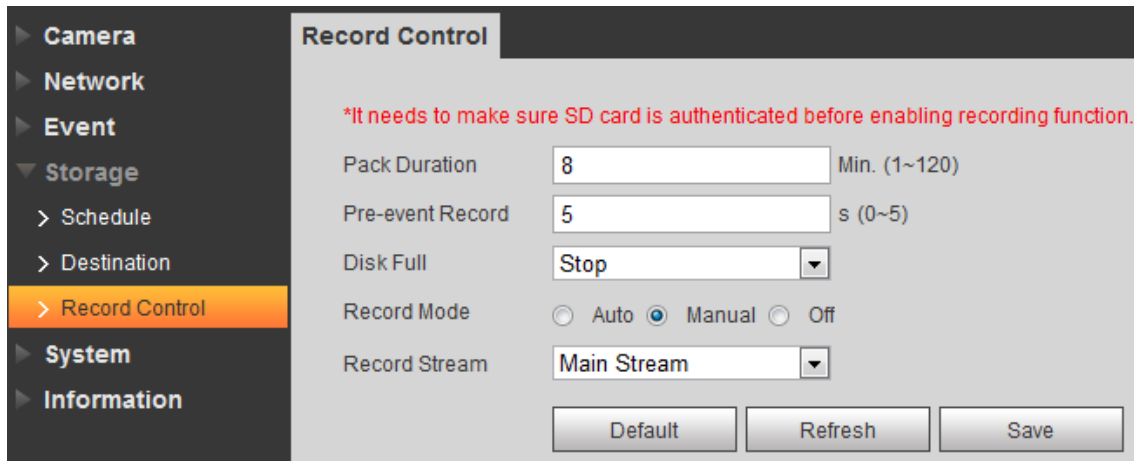 Camera
Network
Event
Storage
Schedule
Destination
Record Control
System
Information
Record Control
*It needs to make sure SD card is authenticated before enabling recording function.
Pack Duration 8 Min. (1~120)
Pre-event Record 5 s (0~5)
Disk Full Stop
Record Mode Auto Manual Off
Record Stream Main Stream
Default Refresh Save